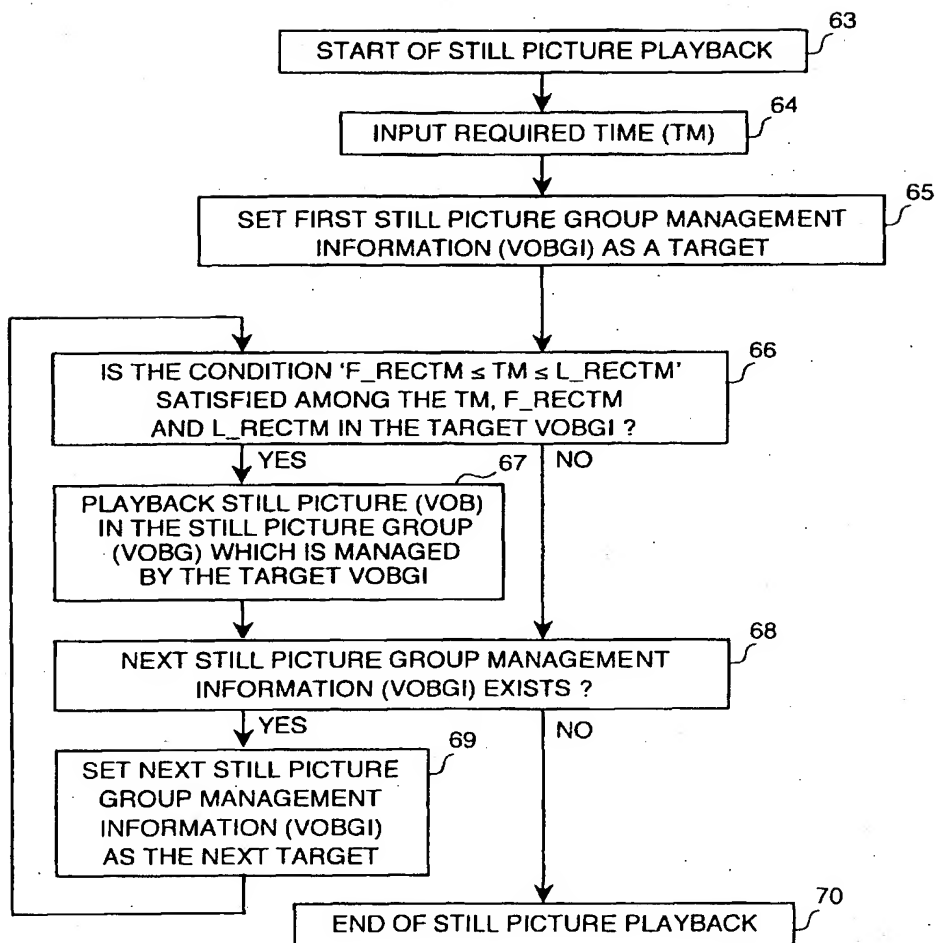 63
START OF STILL PICTURE PLAYBACK
64
INPUT REQUIRED TIME (TM)
65
SET FIRST STILL PICTURE GROUP MANAGEMENT
INFORMATION (VOBGI) AS A TARGET
66
IS THE CONDITION 'F_RECTM ≤ TM ≤ L_RECTM'
SATISFIED AMONG THE TM, F_RECTM
AND L_RECTM IN THE TARGET VOBGI ?
YES
NO
67
PLAYBACK STILL PICTURE (VOB)
IN THE STILL PICTURE GROUP
(VOBG) WHICH IS MANAGED
BY THE TARGET VOBGI
68
NEXT STILL PICTURE GROUP MANAGEMENT
INFORMATION (VOBGI) EXISTS ?
YES
NO
69
SET NEXT STILL PICTURE
GROUP MANAGEMENT
INFORMATION (VOBGI)
AS THE NEXT TARGET
70
END OF STILL PICTURE PLAYBACK